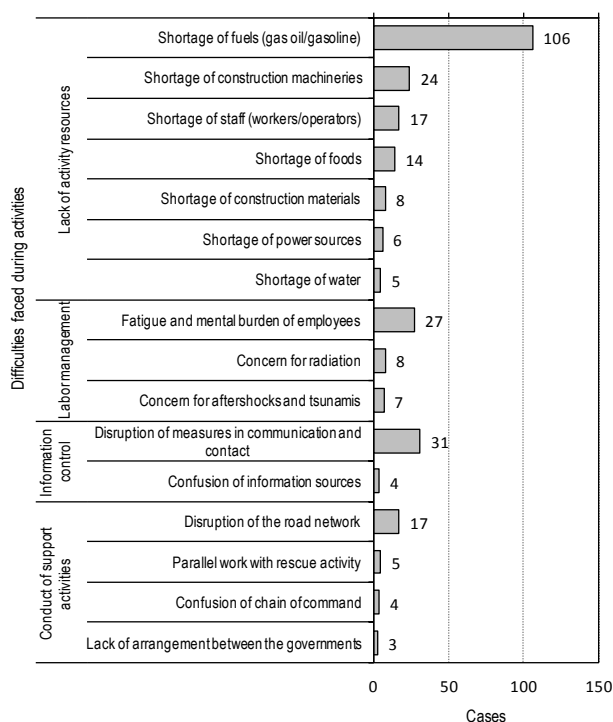 Difficulties faced during activities
Lack of activity resources
Shortage of fuels (gas oil/gasoline) 106
Shortage of construction machineries 24
Shortage of staff (workers/operators) 17
Shortage of foods 14
Shortage of construction materials 8
Shortage of power sources 6
Shortage of water 5
Labor management
Fatigue and mental burden of employees 27
Concern for radiation 8
Concern for aftershocks and tsunamis 7
Information
control
Disruption of measures in communication and
contact 31
Confusion of information sources 4
Conduct of support
activities
Disruption of the road network 17
Parallel work with rescue activity 5
Confusion of chain of command 4
Lack of arrangement between the governments 3
0 50 100 150
Cases